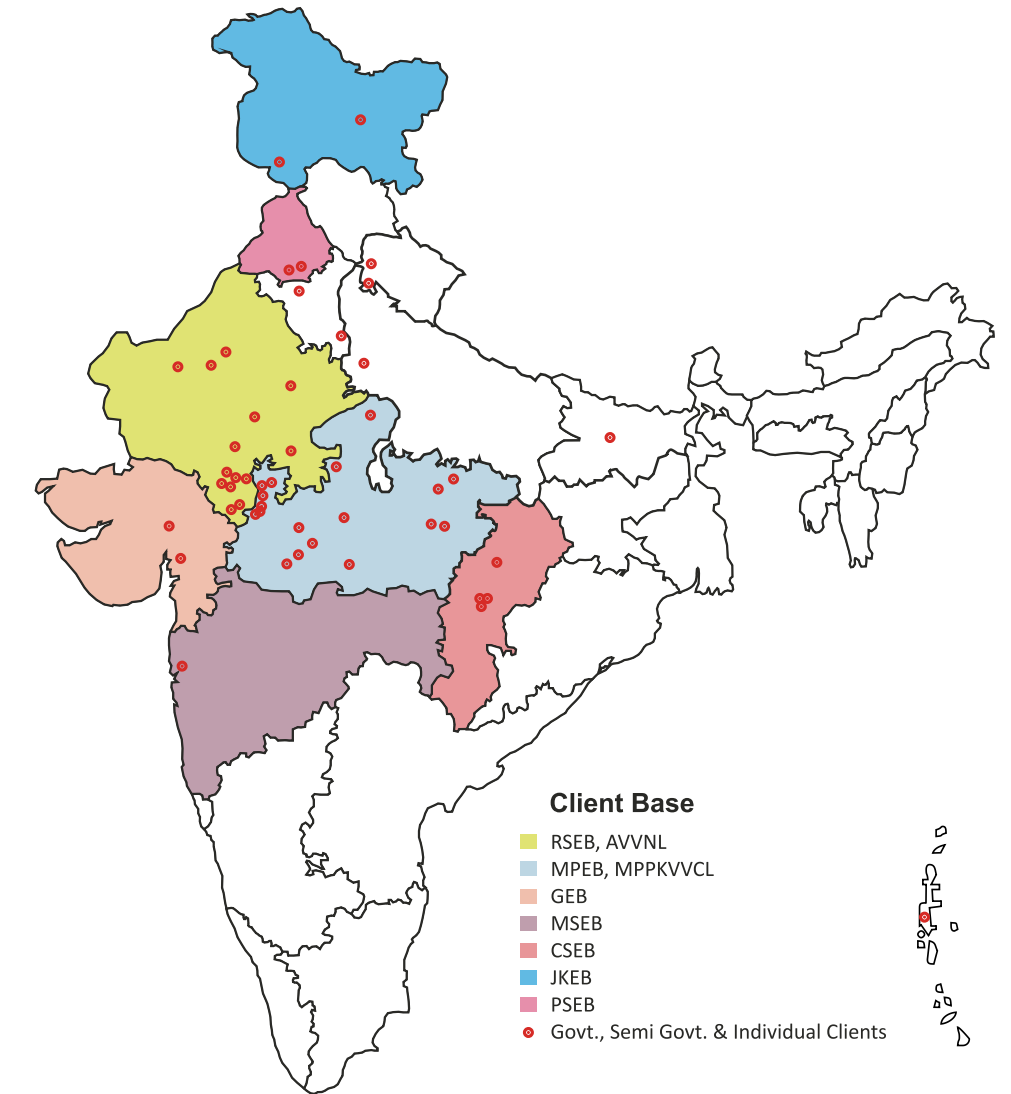 Client Base
RSEB, AVVNL
MPEB, MPPKVVCL
GEB
MSEB
CSEB
JKEB
PSEB
Govt., Semi Govt. & Individual Clients